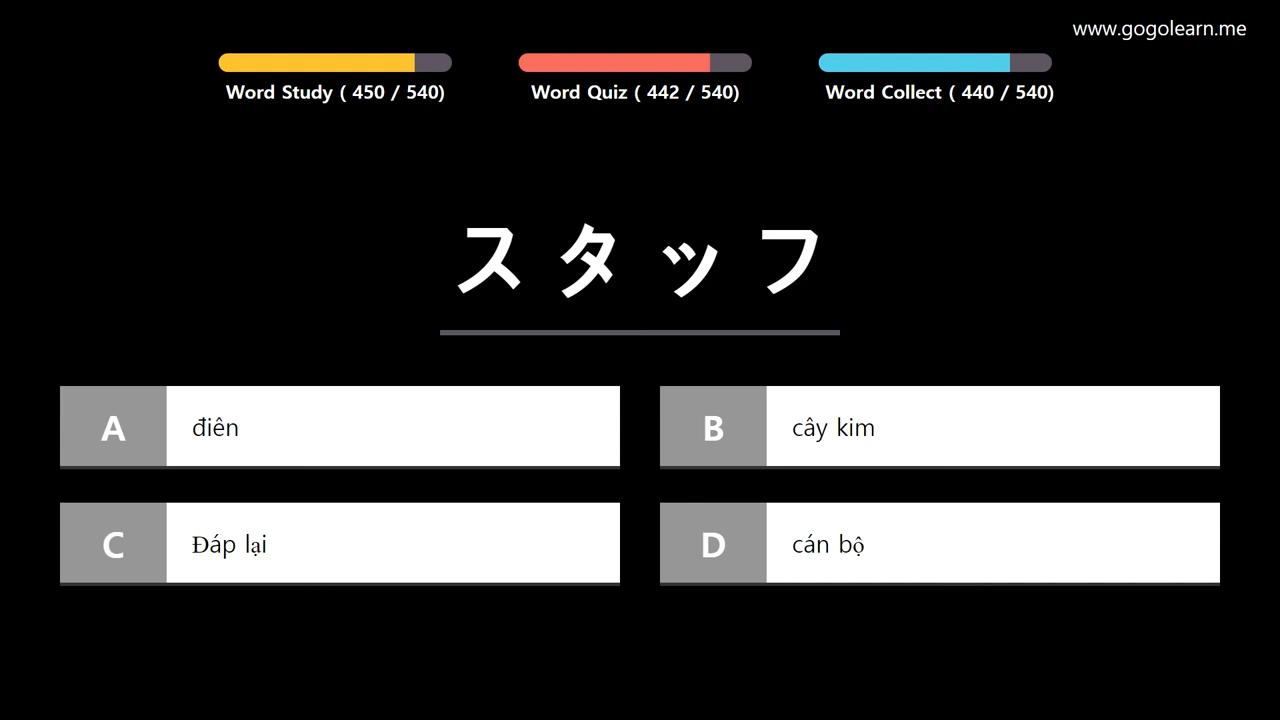 www.gogolearn.me
Word Study ( 450 / 540)
Word Quiz ( 442 / 540)
Word Collect ( 440 / 540)
スタッフ
A điên
B cây kim
C Đáp lại
D cán bộ